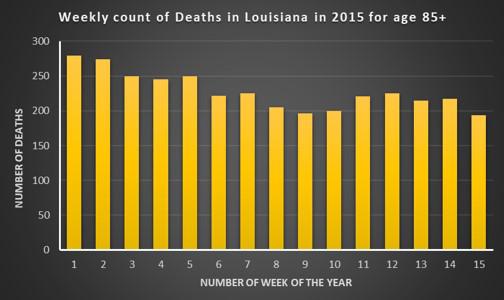 Weekly count of Deaths in Louisiana in 2015 for age 85+
300
250
200
150
100
50
0
NUMBER OF DEATHS
1 2 3 4 5 6 7 8 9 10 11 12 13 14 15
NUMBER OF WEEK OF THE YEAR